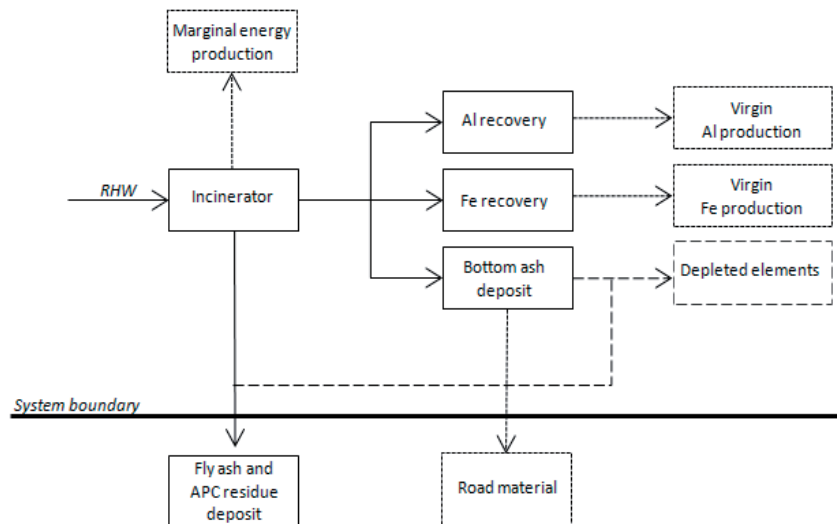 Marginal energy
production
Al recovery
Virgin
Al production
RHW
Incinerator
Fe recovery
Virgin
Fe production
Bottom ash
deposit
Depleted elements
System boundary
Fly ash and
APC residue
deposit
Road material